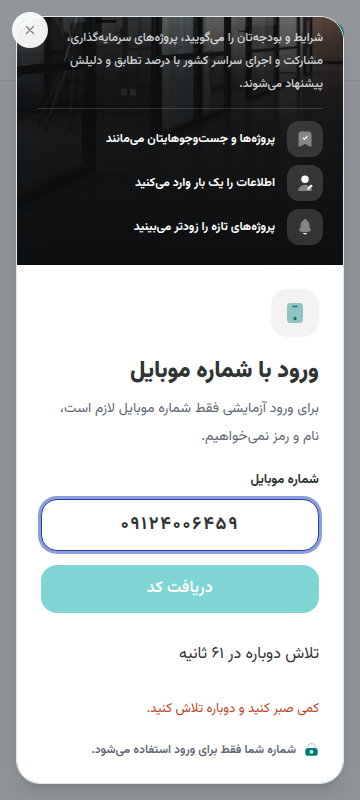 شرایط و بودجه‌تان را می‌گویید، پروژه‌های سرمایه‌گذاری،
مشارکت و اجرای سراسر کشور با درصد تطابق و دلیلش
پیشنهاد می‌شوند.
پروژه‌ها و جست‌وجوهایتان می‌مانند
اطلاعات را یک بار وارد می‌کنید
پروژه‌های تازه را زودتر می‌بینید
ورود با شماره موبایل
برای ورود آزمایشی فقط شماره موبایل لازم است،
نام و رمز نمی‌خواهیم.
شماره موبایل
۰۹۱۲۴۰۰۶۴۵۹
دریافت کد
تلاش دوباره در ۶۱ ثانیه
کمی صبر کنید و دوباره تلاش کنید.
شماره شما فقط برای ورود استفاده می‌شود.